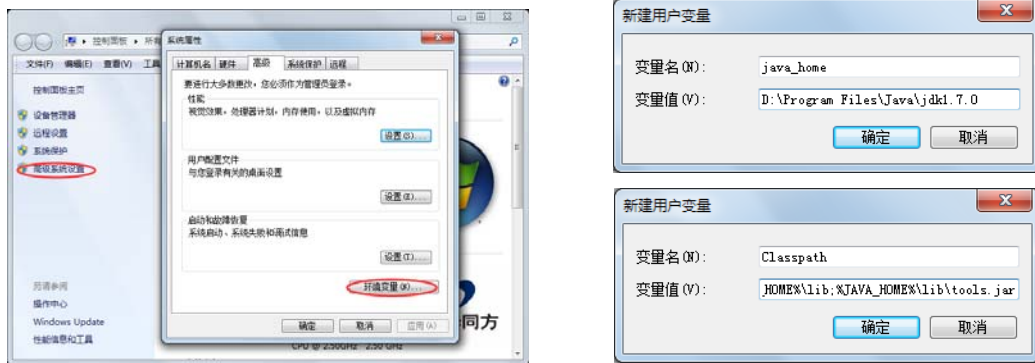 控制面板 ▸ 所有
系统属性
文件(F) 编辑(E) 查看(V) 工具
计算机名 硬件 高级 系统保护 远程
控制面板主页
要进行大多数更改，您必须作为管理员登录。
性能
视觉效果，处理器计划，内存使用，以及虚拟内存
设备管理器
远程设置
设置(S)...
系统保护
高级系统设置
用户配置文件
与您登录有关的桌面设置
设置(E)...
启动和故障恢复
系统启动、系统失败和调试信息
设置(T)...
环境变量(N)...
另请参阅
操作中心
Windows Update
性能信息和工具
确定 取消 应用(A)
同方
CPU @ 2.50GHz 2.50 GHz
新建用户变量
变量名(N): java_home
变量值(V): D:\Program Files\Java\jdk1.7.0
确定 取消
新建用户变量
变量名(N): Classpath
变量值(V): _HOME%\lib;%JAVA_HOME%\lib\tools.jar
确定 取消